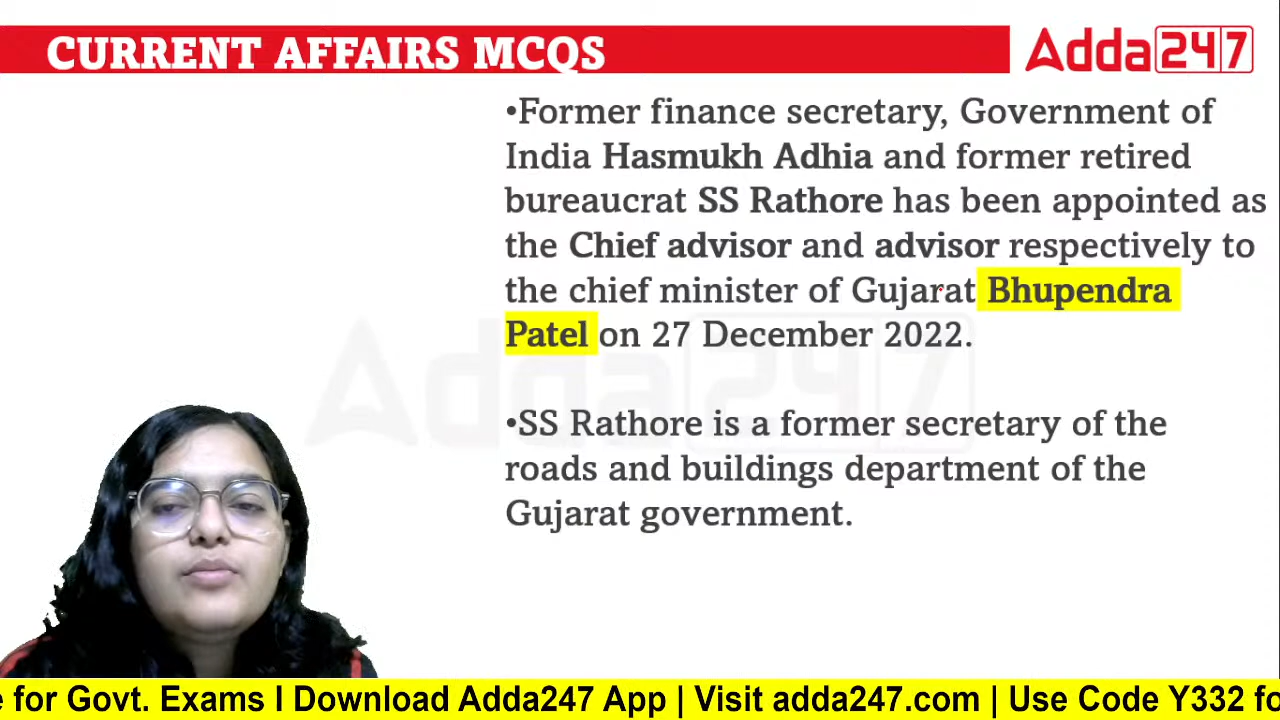 CURRENT AFFAIRS MCQS
Adda247
•Former finance secretary, Government of
India Hasmukh Adhia and former retired
bureaucrat SS Rathore has been appointed as
the Chief advisor and advisor respectively to
the chief minister of Gujarat Bhupendra
Patel on 27 December 2022.
Adda247
•SS Rathore is a former secretary of the
roads and buildings department of the
Gujarat government.
e for Govt. Exams I Download Adda247 App | Visit adda247.com | Use Code Y332 fo